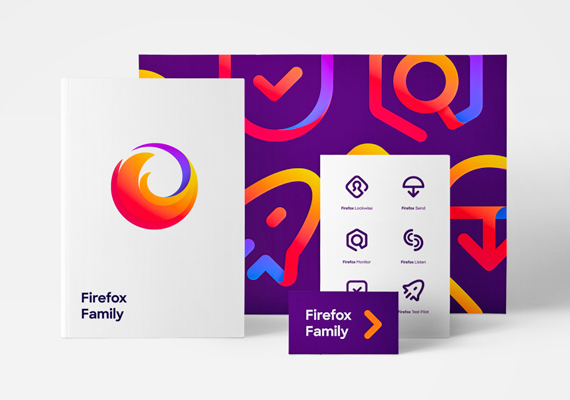 Firefox
Family
Firefox Lockwise
Firefox Send
Firefox Monitor
Firefox Listen
Firefox Test Pilot
Firefox
Family